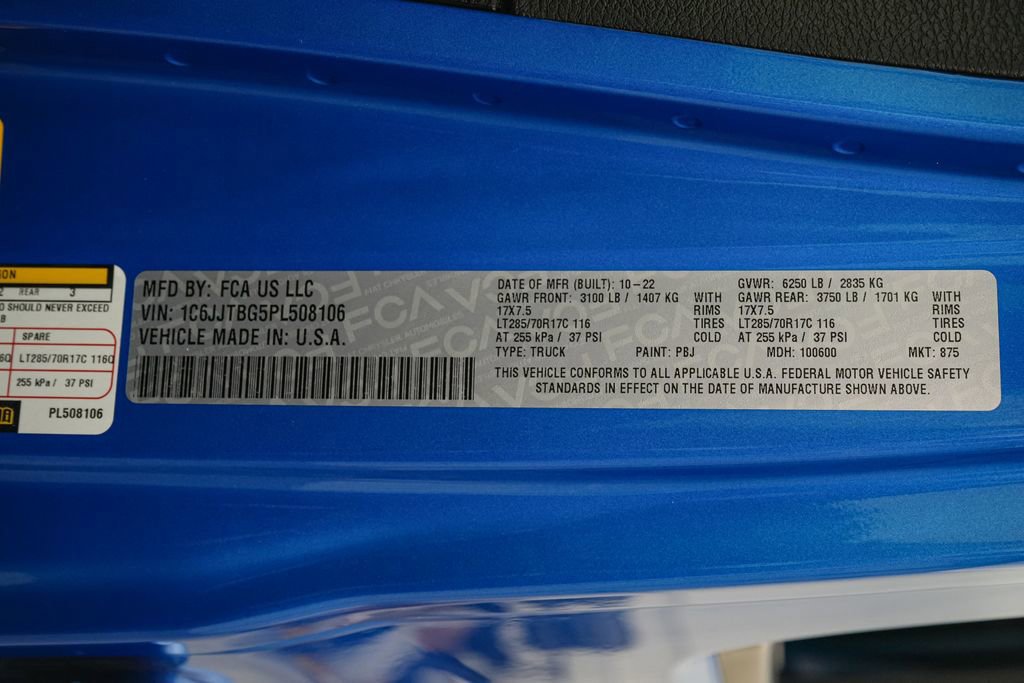 ION
2 REAR 3
O SHOULD NEVER EXCEED
B
SPARE
6Q LT285/70R17C 116Q
255 kPa / 37 PSI
PL508106
MFD BY: FCA US LLC
VIN: 1C6JJTBG5PL508106
VEHICLE MADE IN: U.S.A.
DATE OF MFR (BUILT): 10-22 GVWR: 6250 LB / 2835 KG
GAWR FRONT: 3100 LB / 1407 KG WITH GAWR REAR: 3750 LB / 1701 KG WITH
17X7.5 RIMS 17X7.5 RIMS
LT285/70R17C 116 TIRES LT285/70R17C 116 TIRES
AT 255 kPa / 37 PSI COLD AT 255 kPa / 37 PSI COLD
TYPE: TRUCK PAINT: PBJ MDH: 100600 MKT: 875
THIS VEHICLE CONFORMS TO ALL APPLICABLE U.S.A. FEDERAL MOTOR VEHICLE SAFETY
STANDARDS IN EFFECT ON THE DATE OF MANUFACTURE SHOWN ABOVE.